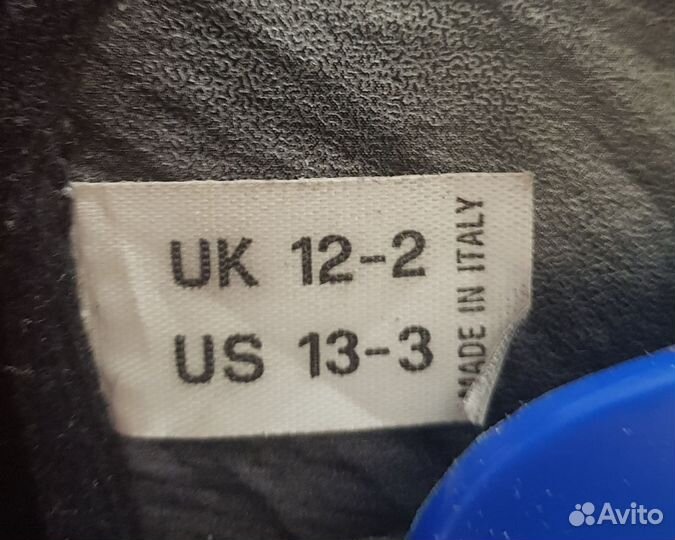 UK 12-2
US 13-3
MADE IN ITALY
Avito